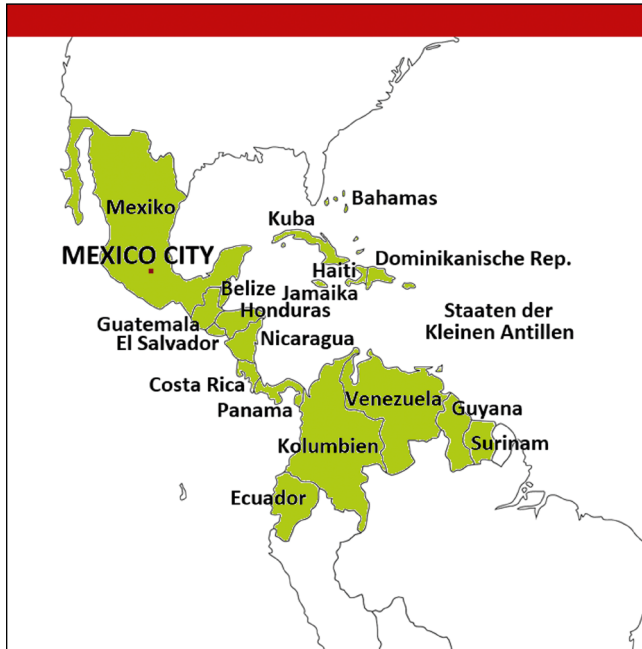 Bahamas
Mexiko
Kuba
MEXICO CITY
Dominikanische Rep.
Haiti
Belize
Jamaika
Honduras
Staaten der
Kleinen Antillen
Guatemala
El Salvador
Nicaragua
Costa Rica
Venezuela
Panama
Guyana
Surinam
Kolumbien
Ecuador